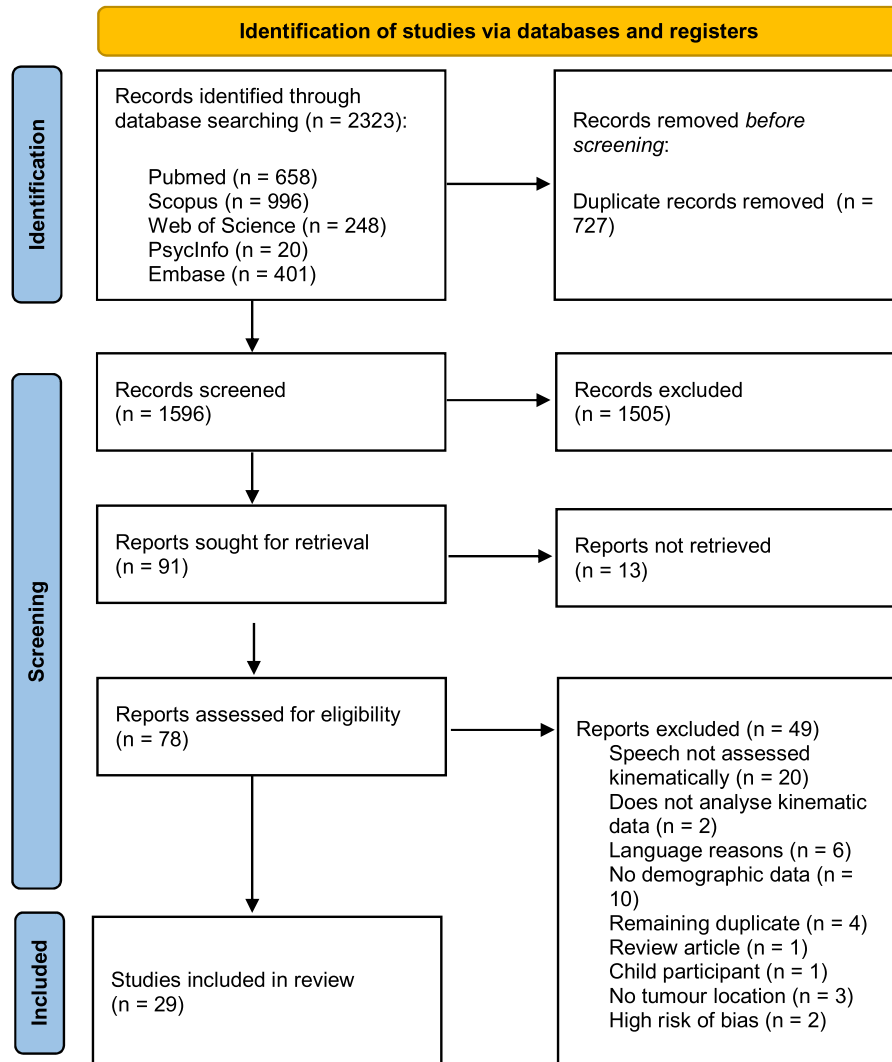 Identification of studies via databases and registers
Identification
Records identified through
database searching (n = 2323):
Pubmed (n = 658)
Scopus (n = 996)
Web of Science (n = 248)
PsycInfo (n = 20)
Embase (n = 401)
Records removed before
screening:
Duplicate records removed  (n =
727)
Screening
Records screened
(n = 1596)
Records excluded
(n = 1505)
Reports sought for retrieval
(n = 91)
Reports not retrieved
(n = 13)
Reports assessed for eligibility
(n = 78)
Reports excluded (n = 49)
Speech not assessed
kinematically (n = 20)
Does not analyse kinematic
data (n = 2)
Language reasons (n = 6)
No demographic data (n =
10)
Remaining duplicate (n = 4)
Review article (n = 1)
Child participant (n = 1)
No tumour location (n = 3)
High risk of bias (n = 2)
Included
Studies included in review
(n = 29)